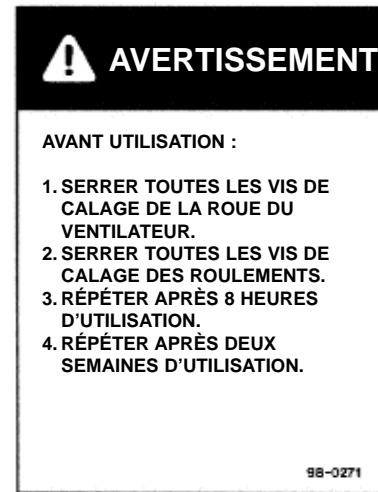 AVERTISSEMENT
AVANT UTILISATION :
1. SERRER TOUTES LES VIS DE
CALAGE DE LA ROUE DU
VENTILATEUR.
2. SERRER TOUTES LES VIS DE
CALAGE DES ROULEMENTS.
3. RÉPÉTER APRÈS 8 HEURES
D’UTILISATION.
4. RÉPÉTER APRÈS DEUX
SEMAINES D’UTILISATION.
98-0271